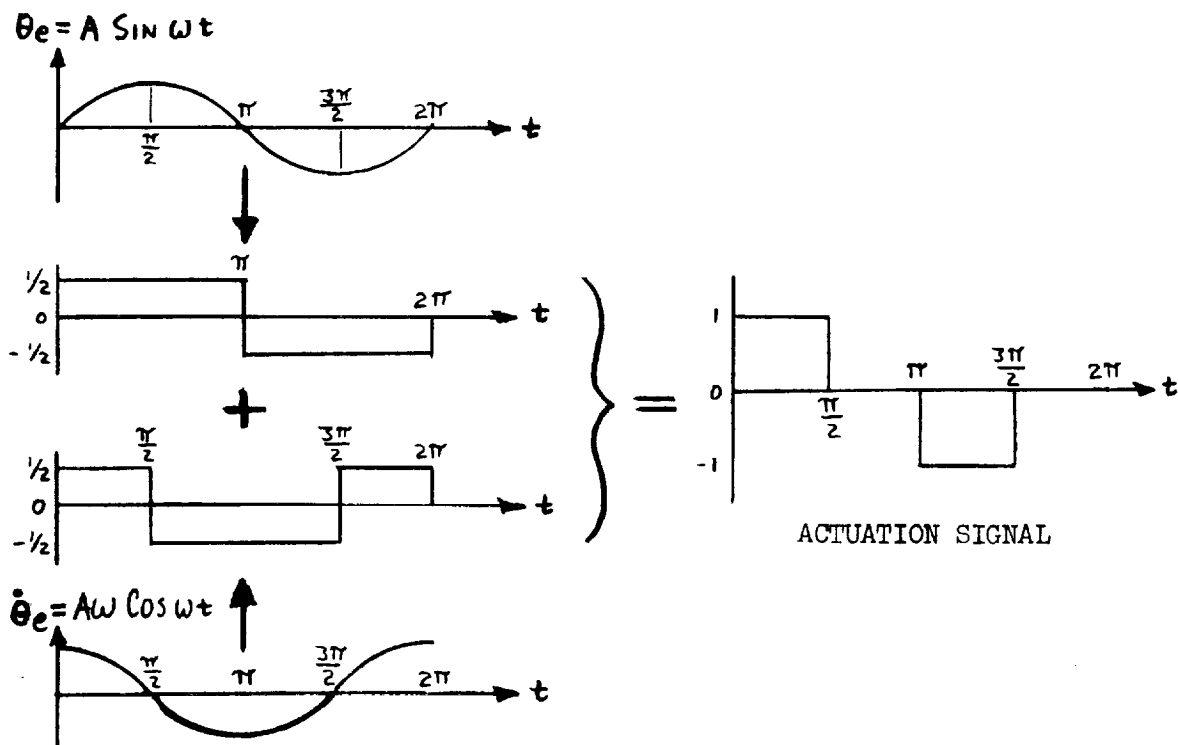 θe = A SIN ωt
π
3π/2
2π
t
π/2
π
1/2
2π
0
t
-1/2
+
π/2
3π/2
2π
1/2
0
t
-1/2
θ̇e = Aω COS ωt
π/2
π
3π/2
2π
t
=
1
π
3π/2
2π
0
t
π/2
-1
ACTUATION SIGNAL